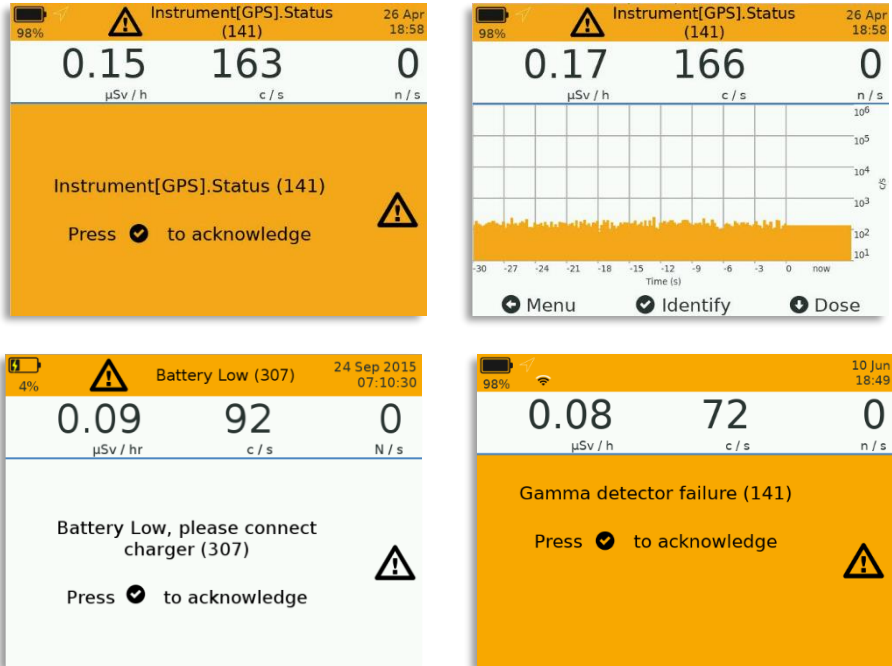 98%
Instrument[GPS].Status
(141)
26 Apr
18:58
0.15 163 0
µSv / h c / s n / s
Instrument[GPS].Status (141)
Press to acknowledge
98%
Instrument[GPS].Status
(141)
26 Apr
18:58
0.17 166 0
µSv / h c / s n / s
10⁶
10⁵
10⁴
c/s
10³
10²
10¹
-30 -27 -24 -21 -18 -15 -12 -9 -6 -3 0 now
Time (s)
Menu Identify Dose
4%
Battery Low (307)
24 Sep 2015
07:10:30
0.09 92 0
µSv / hr c / s N / s
Battery Low, please connect
charger (307)
Press to acknowledge
98%
10 Jun
18:49
0.08 72 0
µSv / h c / s n / s
Gamma detector failure (141)
Press to acknowledge